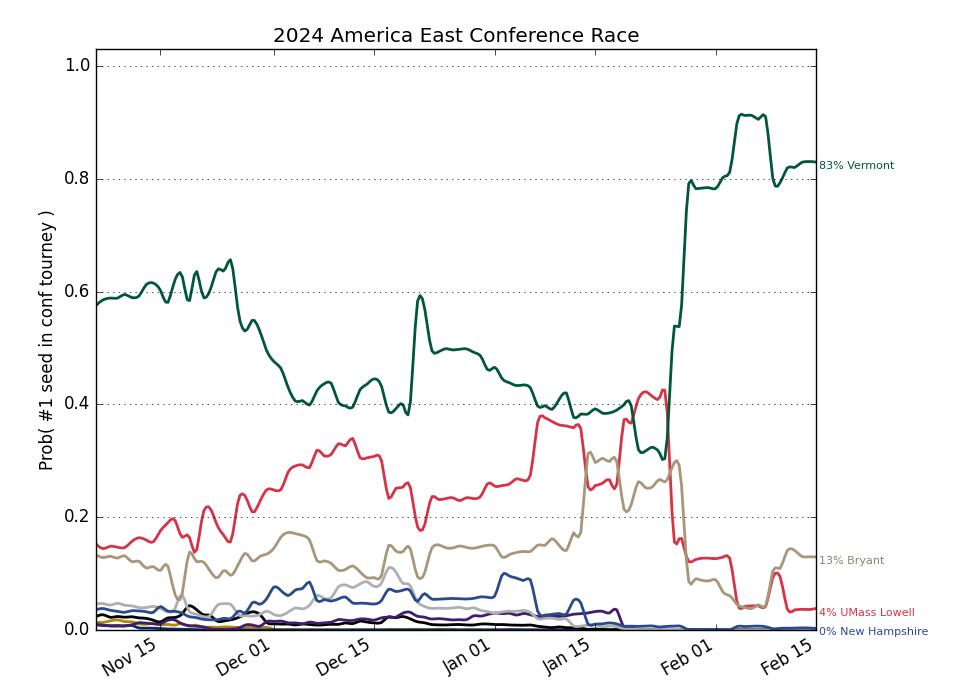 2024 America East Conference Race
Prob( #1 seed in conf tourney )
1.0
0.8
0.6
0.4
0.2
0.0
83% Vermont
13% Bryant
4% UMass Lowell
0% New Hampshire
Nov 15
Dec 01
Dec 15
Jan 01
Jan 15
Feb 01
Feb 15